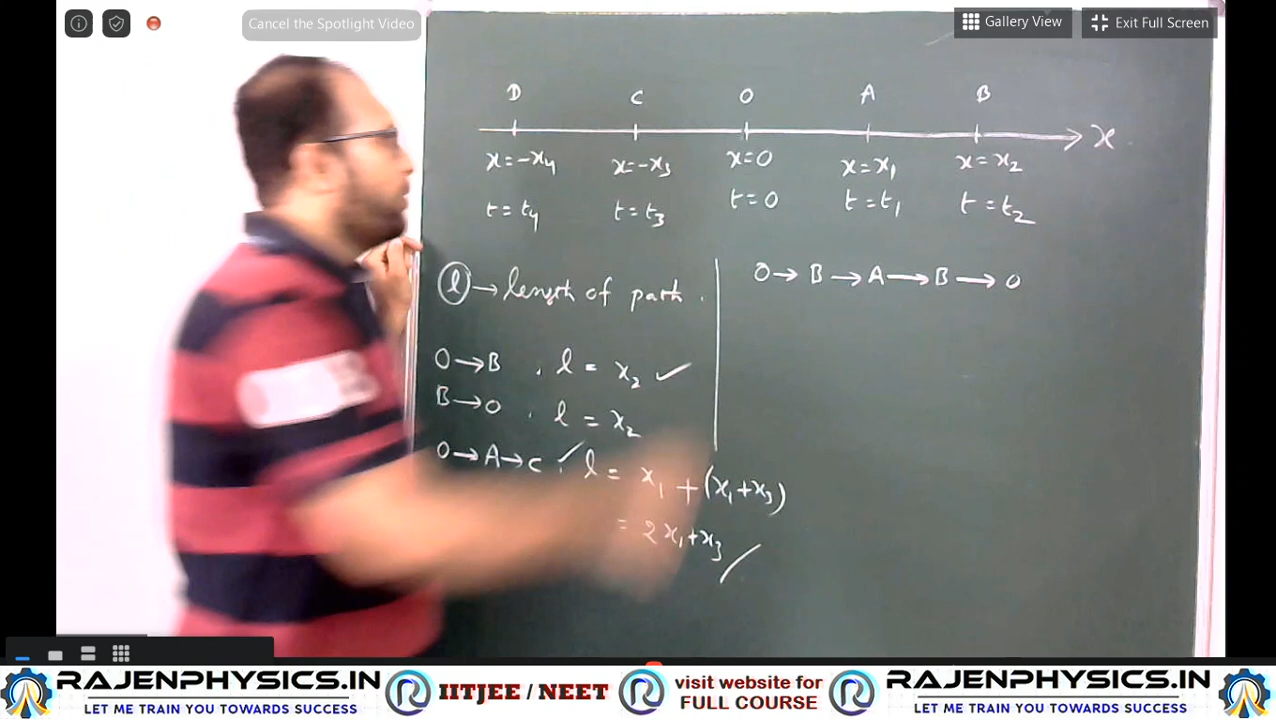 Cancel the Spotlight Video
Gallery View
Exit Full Screen
D C O A B
x
x=-x4 x=-x3 x=0 x=x1 x=x2
t=t4 t=t3 t=0 t=t1 t=t2
l → length of path.
O→B . l = x2 ✓
B→O . l = x2
O→A→C ✓. l = x1 + (x1+x3)
= 2x1+x3
O→B→A→B→O
RAJENPHYSICS.IN
LET ME TRAIN YOU TOWARDS SUCCESS
IITJEE / NEET
visit website for
FULL COURSE
RAJENPHYSICS.IN
LET ME TRAIN YOU TOWARDS SUCCESS